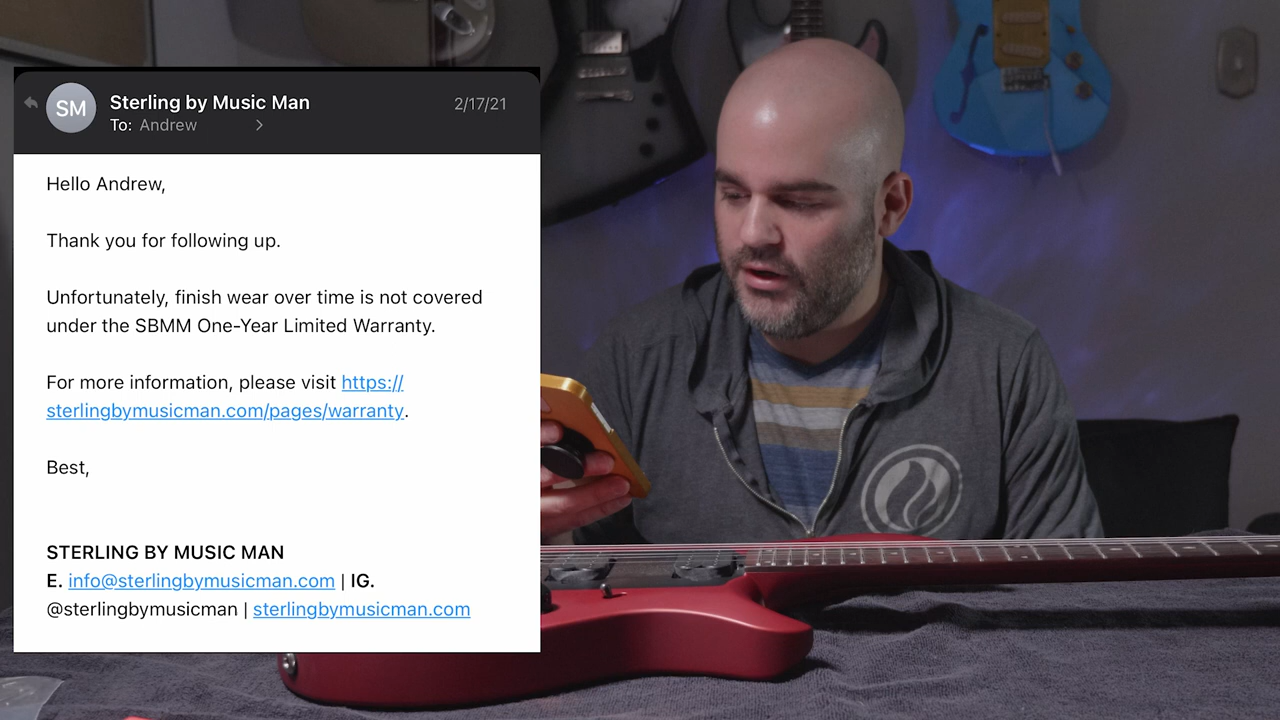 SM
Sterling by Music Man
2/17/21
To: Andrew
Hello Andrew,
Thank you for following up.
Unfortunately, finish wear over time is not covered
under the SBMM One-Year Limited Warranty.
For more information, please visit https://
sterlingbymusicman.com/pages/warranty.
Best,
STERLING BY MUSIC MAN
E. info@sterlingbymusicman.com | IG.
@sterlingbymusicman | sterlingbymusicman.com